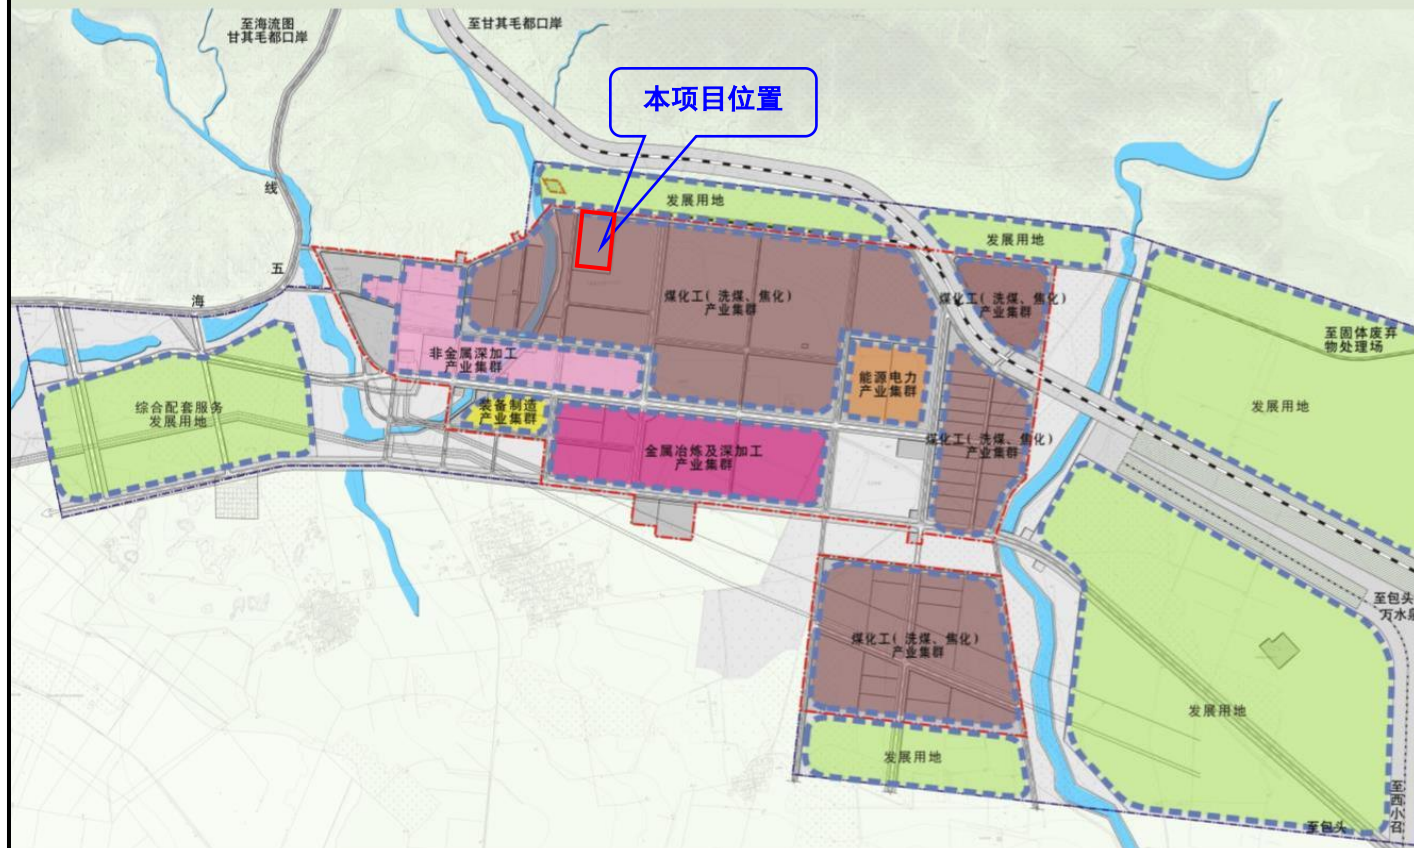 至海流图
甘其毛都口岸
至甘其毛都口岸
本项目位置
线
五
海
发展用地
发展用地
煤化工(洗煤、焦化)
产业集群
煤化工(洗煤、焦化)
产业集群
至固体废弃
物处理场
非金属深加工
产业集群
能源电力
产业集群
综合配套服务
发展用地
装备制造
产业集群
发展用地
金属冶炼及深加工
产业集群
煤化工(洗煤、焦化)
产业集群
煤化工(洗煤、焦化)
产业集群
至包头
万水泉
发展用地
发展用地
至包头
至西小召